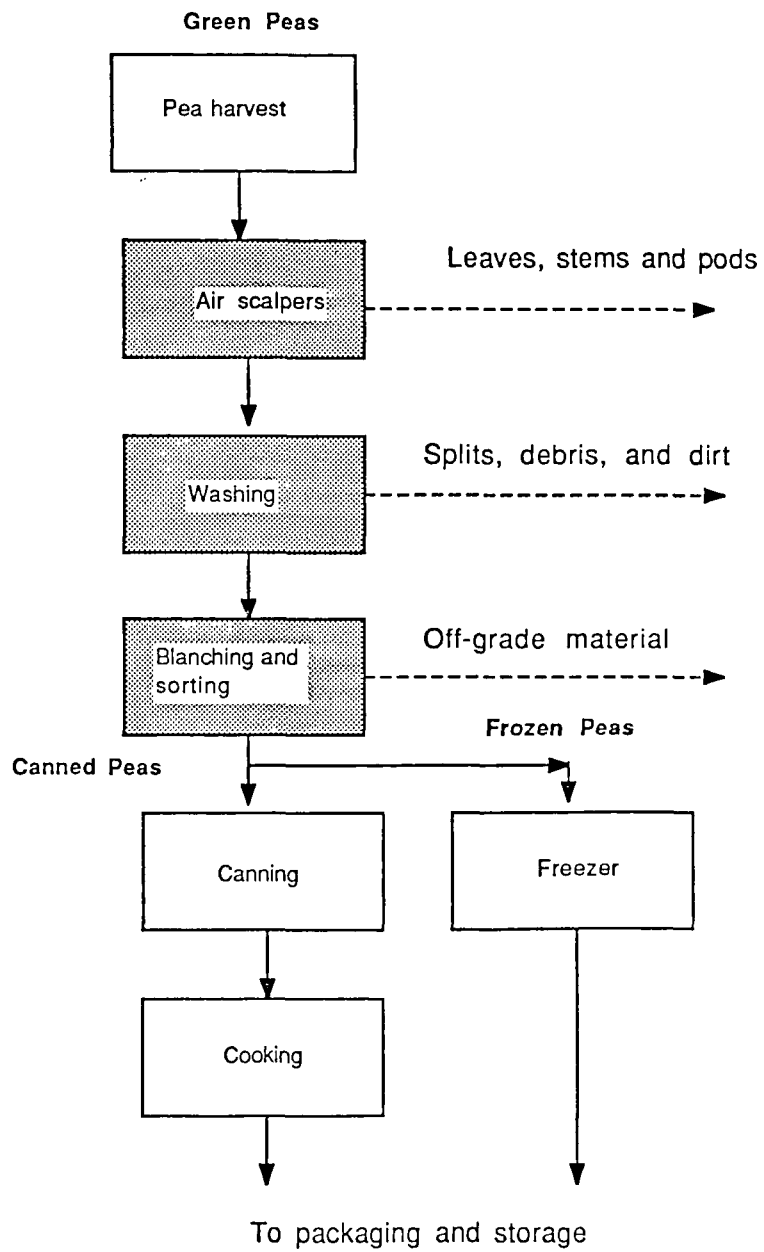 Green Peas
Pea harvest
Leaves, stems and pods
Air scalpers
Splits, debris, and dirt
Washing
Off-grade material
Blanching and
sorting
Frozen Peas
Canned Peas
Canning
Freezer
Cooking
To packaging and storage